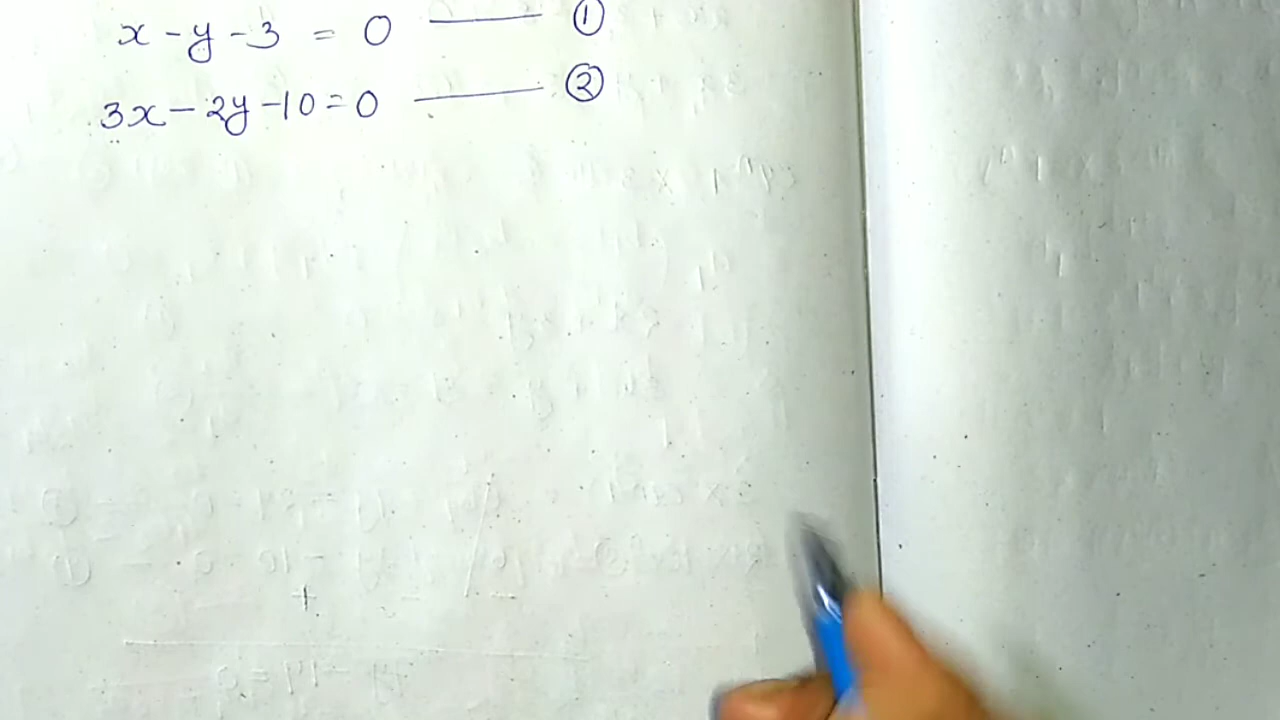 x - y - 3 = 0 ——— ①
3x - 2y - 10 = 0 ——— ②